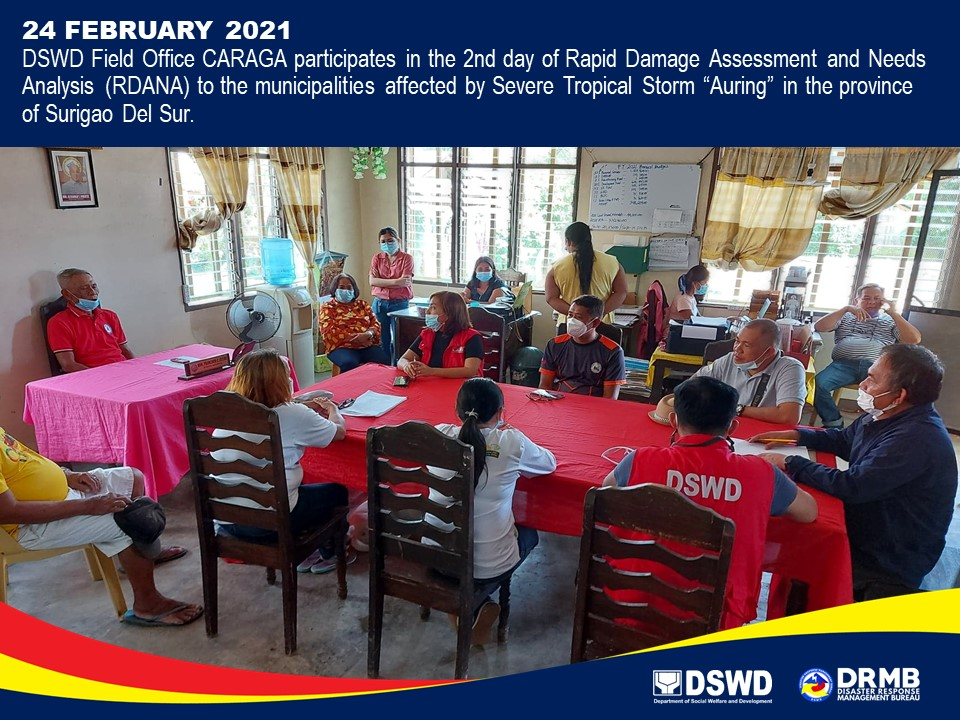 24 FEBRUARY 2021
DSWD Field Office CARAGA participates in the 2nd day of Rapid Damage Assessment and Needs
Analysis (RDANA) to the municipalities affected by Severe Tropical Storm “Auring” in the province
of Surigao Del Sur.
DSWD
DSWD
Department of Social Welfare and Development
DRMB
DISASTER RESPONSE
MANAGEMENT BUREAU